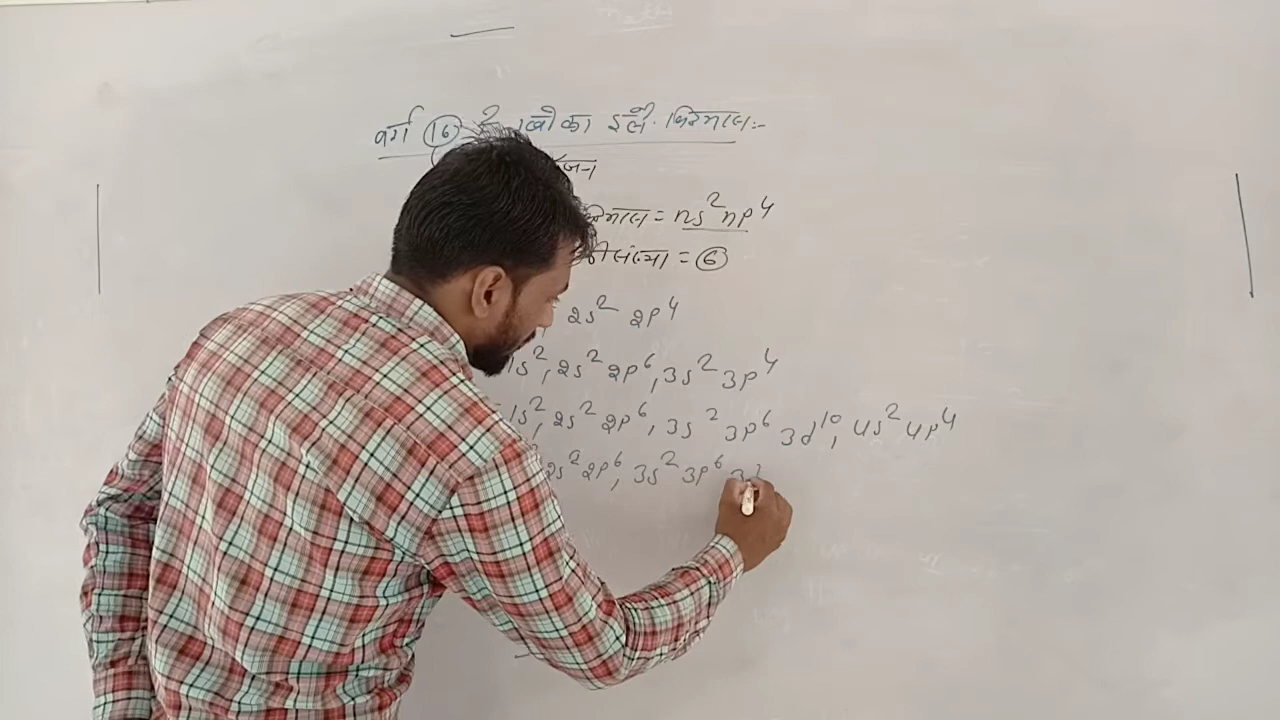 वर्ग (16) के तत्वों का इले. विन्यास:-
विन्यास = ns² np⁴
की संख्या = (6)
2s² 2p⁴
1s², 2s² 2p⁶, 3s² 3p⁴
1s², 2s² 2p⁶, 3s² 3p⁶ 3d¹⁰, 4s² 4p⁴
2s² 2p⁶, 3s² 3p⁶ 3d